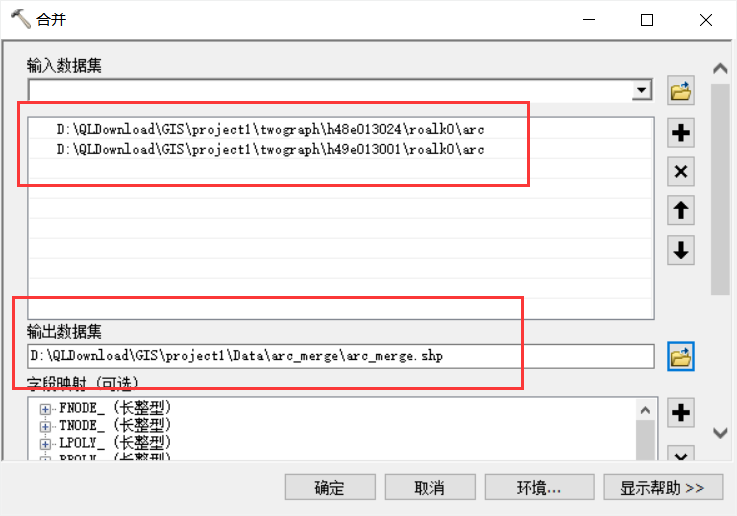 合并
输入数据集
D:\QLDownload\GIS\project1\twograph\h48e013024\roalk0\arc
D:\QLDownload\GIS\project1\twograph\h49e013001\roalk0\arc
输出数据集
D:\QLDownload\GIS\project1\Data\arc_merge\arc_merge.shp
字段映射 (可选)
FNODE_ (长整型)
TNODE_ (长整型)
LPOLY_ (长整型)
RPOLY_ (长整型)
确定
取消
环境...
显示帮助 >>